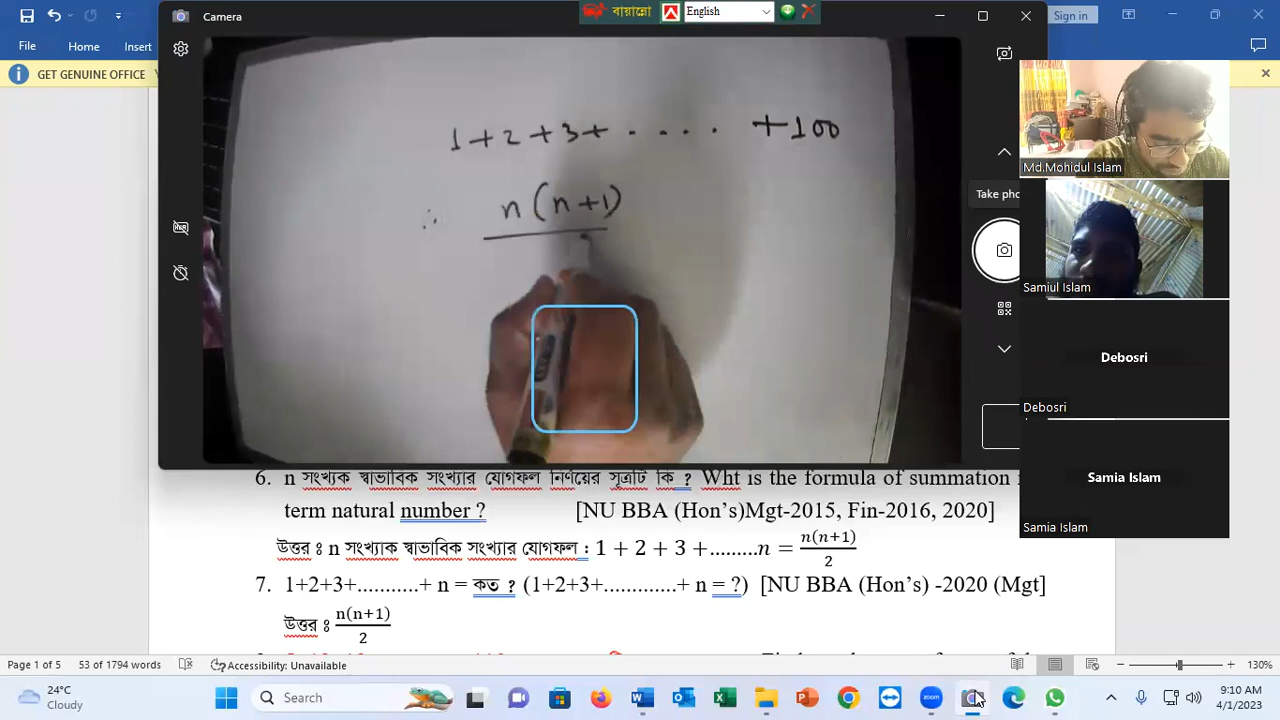 Camera
বায়ান্নো
English
Sign in
File
Home
Insert
GET GENUINE OFFICE
1+2+3+ . . . . +100
∴ n(n+1)
Take pho
Md.Mohidul Islam
Samiul Islam
Debosri
Debosri
Samia Islam
Samia Islam
6. n সংখ্যক স্বাভাবিক সংখ্যার যোগফল নির্ণয়ের সূত্রটি কি ? Wht is the formula of summation
term natural number ? [NU BBA (Hon’s)Mgt-2015, Fin-2016, 2020]
উত্তর ঃ n সংখ্যাক স্বাভাবিক সংখ্যার যোগফল : 1 + 2 + 3 +.........n = n(n+1)/2
7. 1+2+3+...........+ n = কত ? (1+2+3+.............+ n = ?) [NU BBA (Hon’s) -2020 (Mgt]
উত্তর ঃ n(n+1)/2
Page 1 of 5 53 of 1794 words Accessibility: Unavailable 130%
24°C
Cloudy
Search
zoom
9:10 AM
4/1/2023